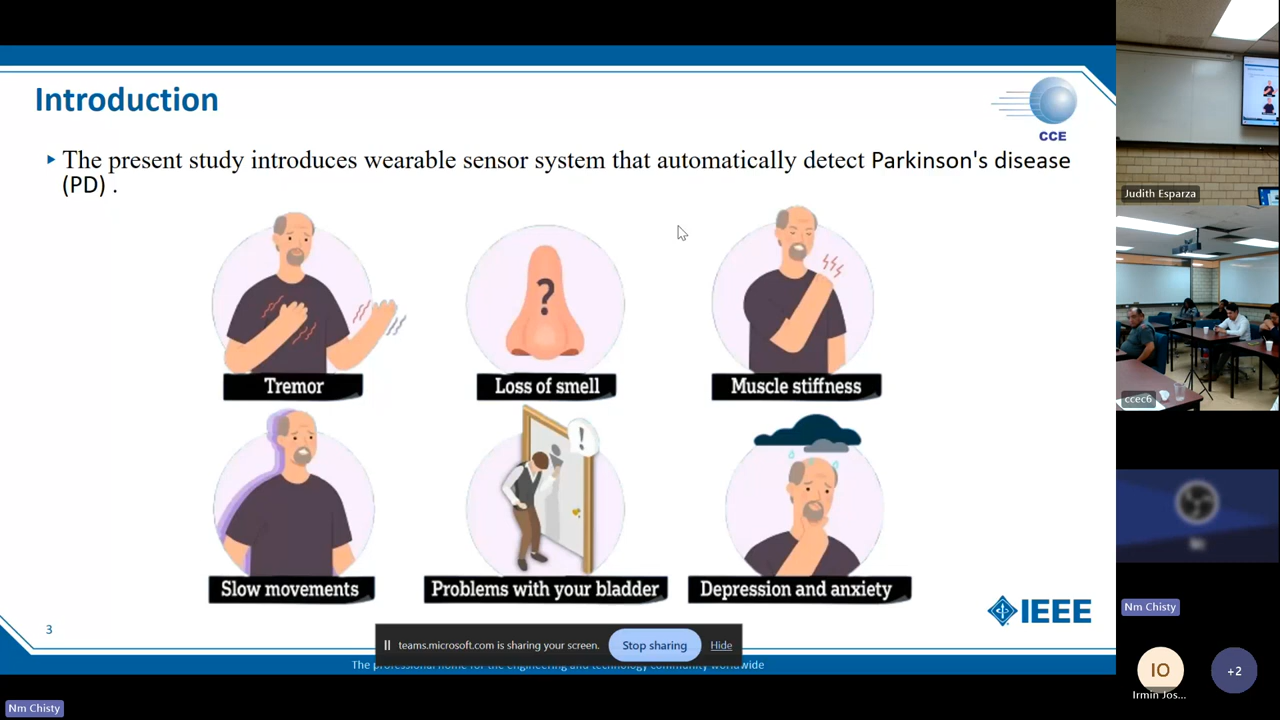 Introduction
CCE
The present study introduces wearable sensor system that automatically detect Parkinson's disease
(PD) .
?
Tremor
Loss of smell
Muscle stiffness
!
Slow movements
Problems with your bladder
Depression and anxiety
IEEE
3
teams.microsoft.com is sharing your screen.
Stop sharing
Hide
The professional home for the engineering and technology community worldwide
Nm Chisty
Judith Esparza
ccec6
Nm Chisty
IO
Irmin Jos...
+2